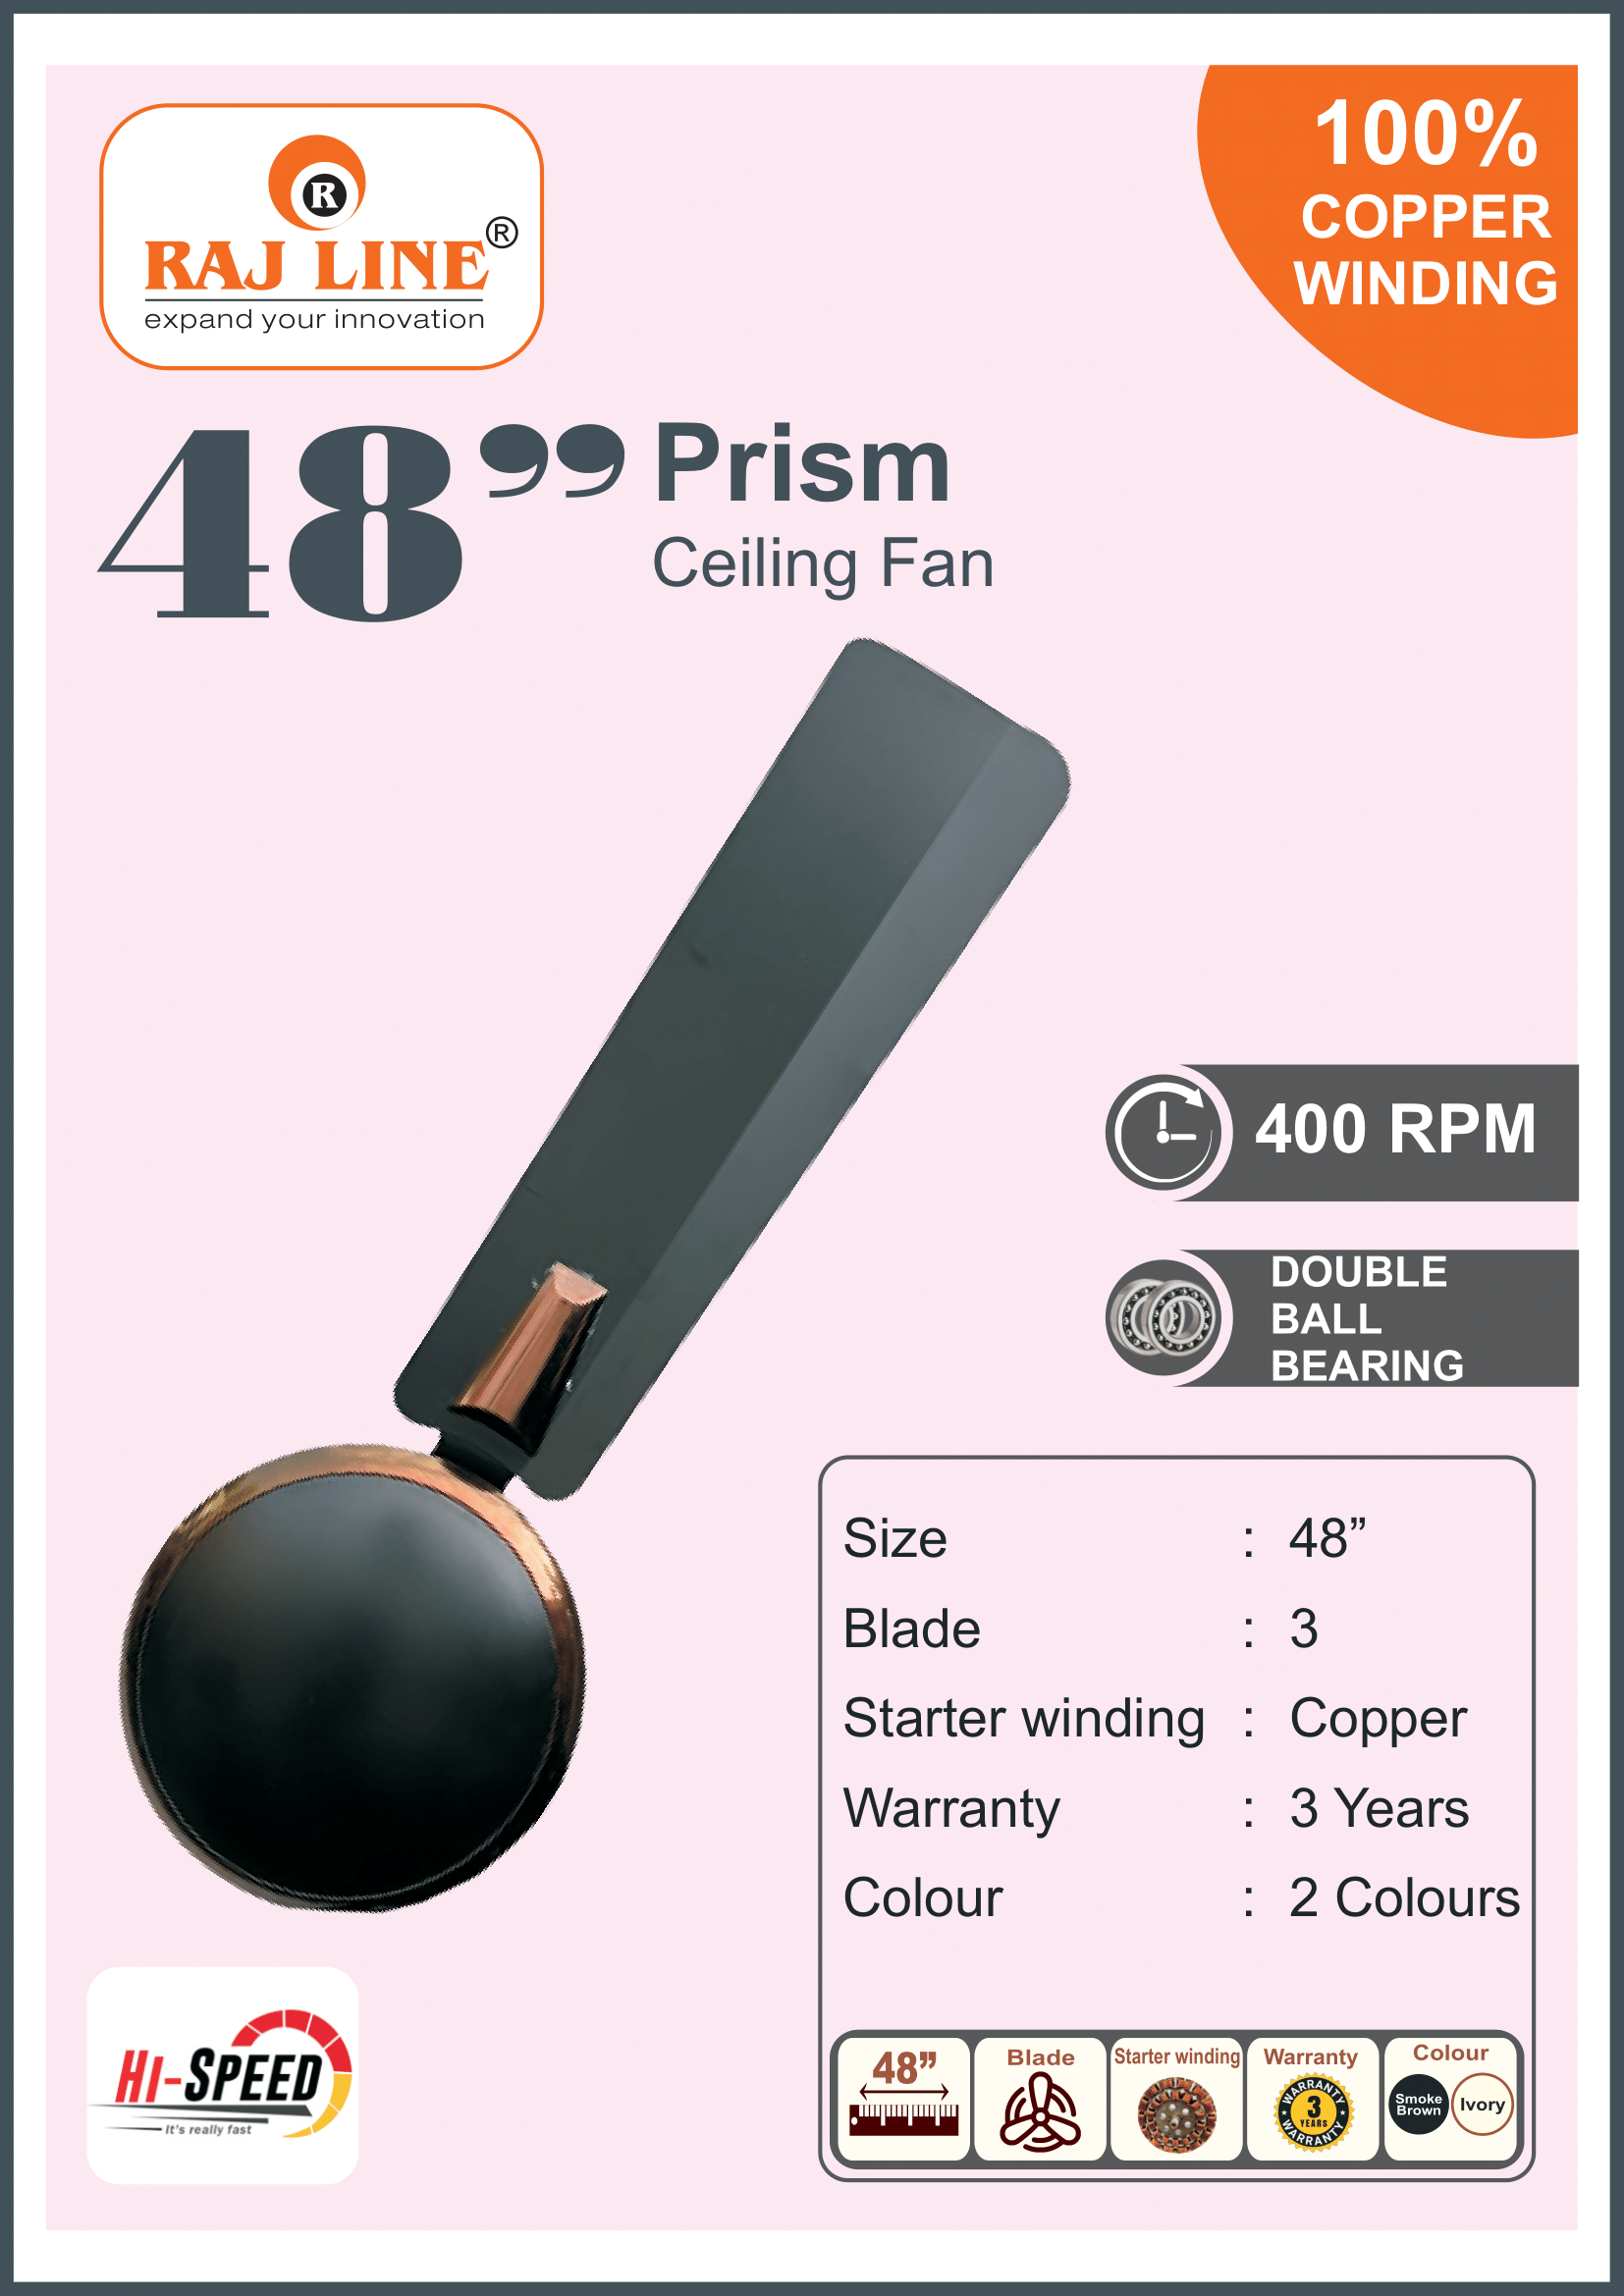 R
RAJ LINE®
expand your innovation
100%
COPPER
WINDING
48”
Prism
Ceiling Fan
400 RPM
DOUBLE
BALL
BEARING
Size : 48”
Blade : 3
Starter winding : Copper
Warranty : 3 Years
Colour : 2 Colours
HI-SPEED
It's really fast
48”
Blade
Starter winding
Warranty
WARRANTY
3
YEARS
WARRANTY
Colour
Smoke
Brown
Ivory